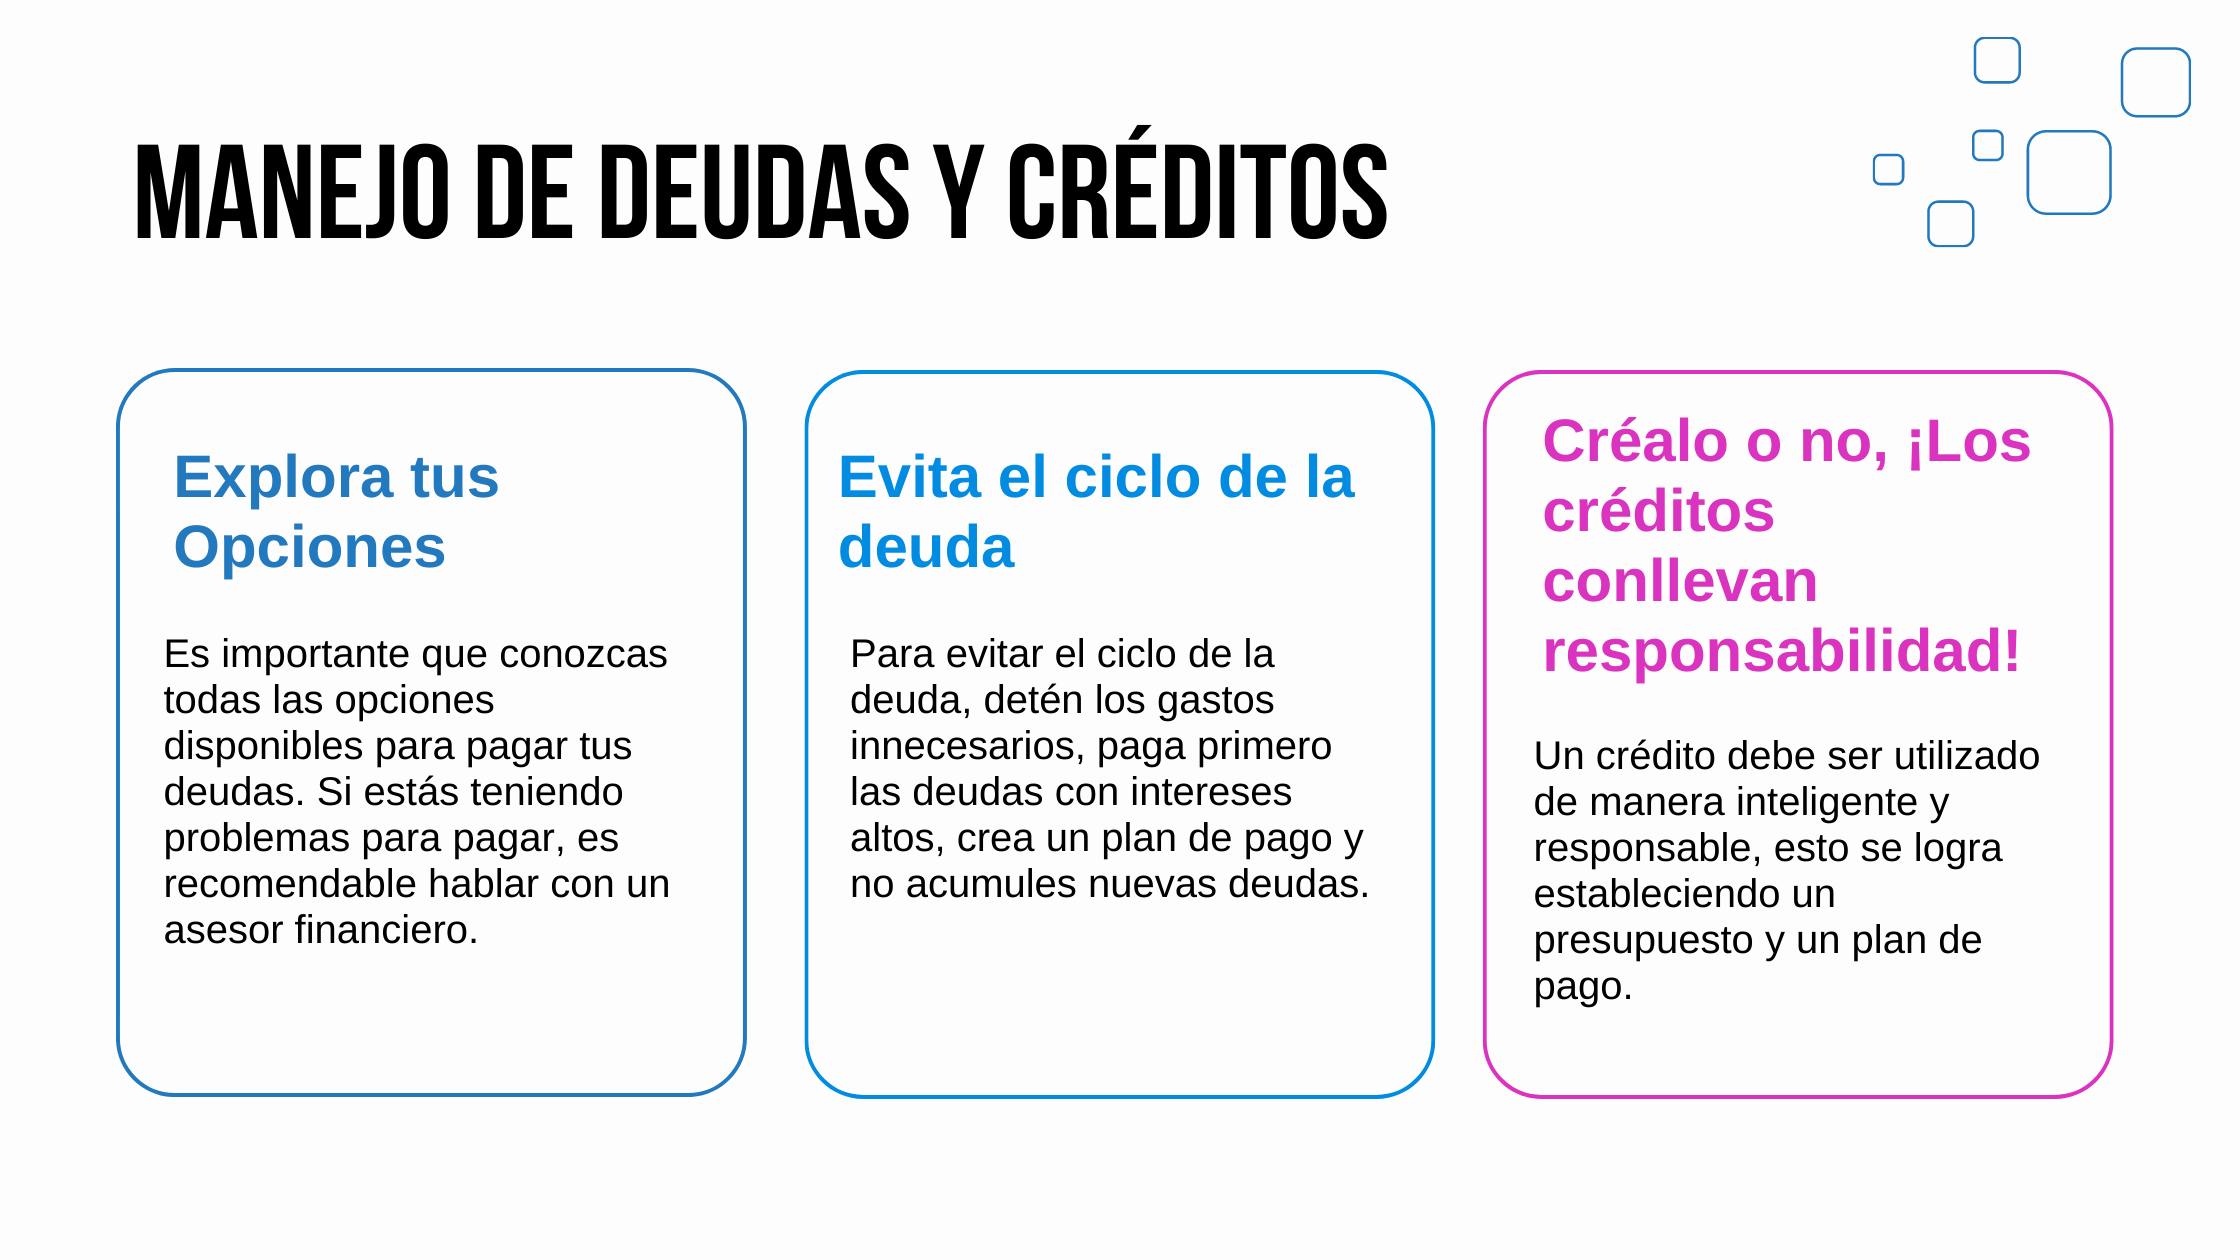 MANEJO DE DEUDAS Y CRÉDITOS
Explora tus
Opciones
Es importante que conozcas
todas las opciones
disponibles para pagar tus
deudas. Si estás teniendo
problemas para pagar, es
recomendable hablar con un
asesor financiero.
Evita el ciclo de la
deuda
Para evitar el ciclo de la
deuda, detén los gastos
innecesarios, paga primero
las deudas con intereses
altos, crea un plan de pago y
no acumules nuevas deudas.
Créalo o no, ¡Los
créditos
conllevan
responsabilidad!
Un crédito debe ser utilizado
de manera inteligente y
responsable, esto se logra
estableciendo un
presupuesto y un plan de
pago.